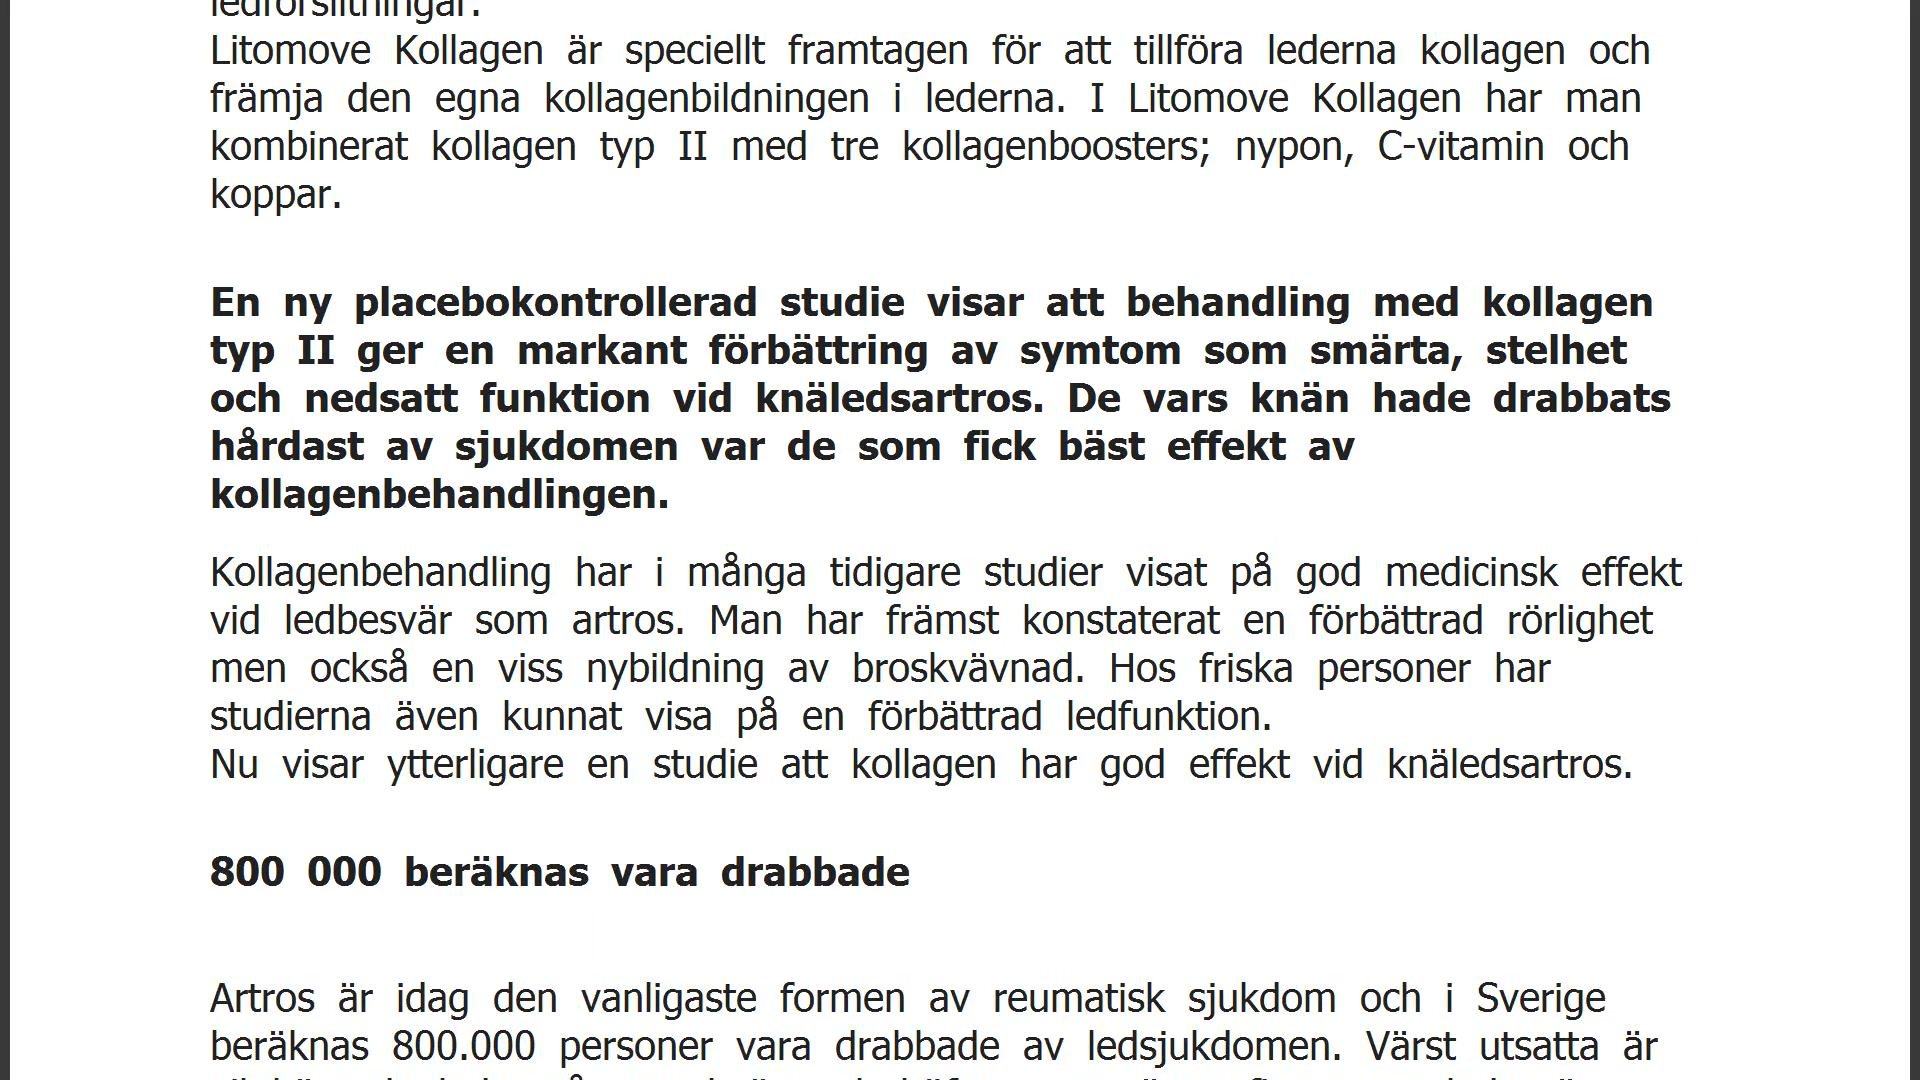 ledförslitningar.
Litomove Kollagen är speciellt framtagen för att tillföra lederna kollagen och
främja den egna kollagenbildningen i lederna. I Litomove Kollagen har man
kombinerat kollagen typ II med tre kollagenboosters; nypon, C-vitamin och
koppar.
En ny placebokontrollerad studie visar att behandling med kollagen
typ II ger en markant förbättring av symtom som smärta, stelhet
och nedsatt funktion vid knäledsartros. De vars knän hade drabbats
hårdast av sjukdomen var de som fick bäst effekt av
kollagenbehandlingen.
Kollagenbehandling har i många tidigare studier visat på god medicinsk effekt
vid ledbesvär som artros. Man har främst konstaterat en förbättrad rörlighet
men också en viss nybildning av broskvävnad. Hos friska personer har
studierna även kunnat visa på en förbättrad ledfunktion.
Nu visar ytterligare en studie att kollagen har god effekt vid knäledsartros.
800 000 beräknas vara drabbade
Artros är idag den vanligaste formen av reumatisk sjukdom och i Sverige
beräknas 800.000 personer vara drabbade av ledsjukdomen. Värst utsatta är